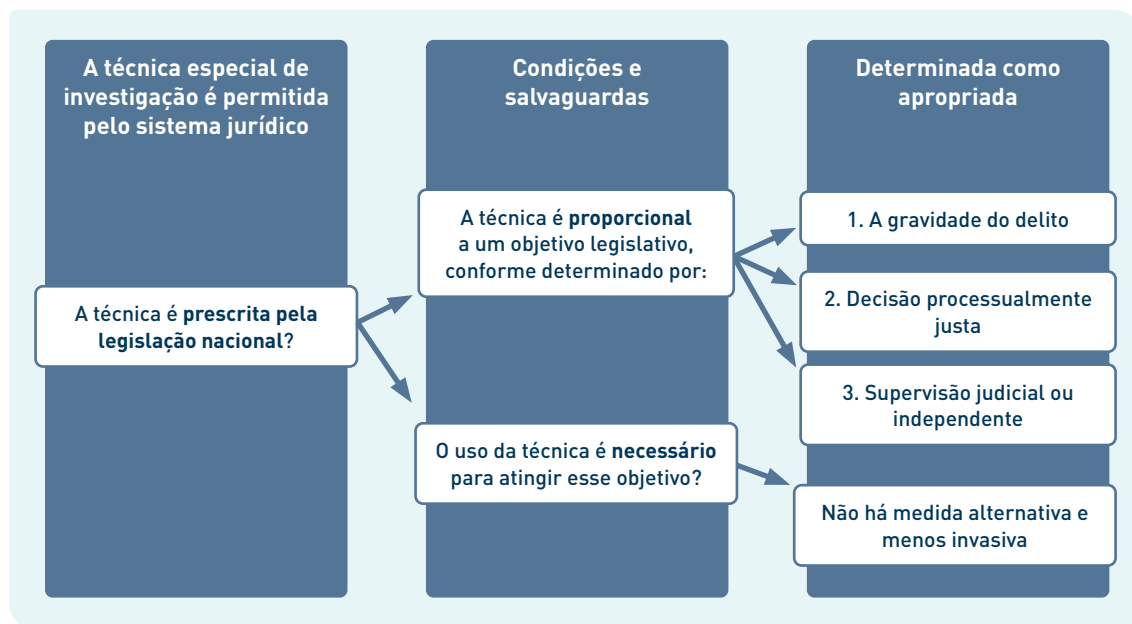 A técnica especial de
investigação é permitida
pelo sistema jurídico
A técnica é prescrita pela
legislação nacional?
Condições e
salvaguardas
A técnica é proporcional
a um objetivo legislativo,
conforme determinado por:
O uso da técnica é necessário
para atingir esse objetivo?
Determinada como
apropriada
1. A gravidade do delito
2. Decisão processualmente
justa
3. Supervisão judicial ou
independente
Não há medida alternativa e
menos invasiva